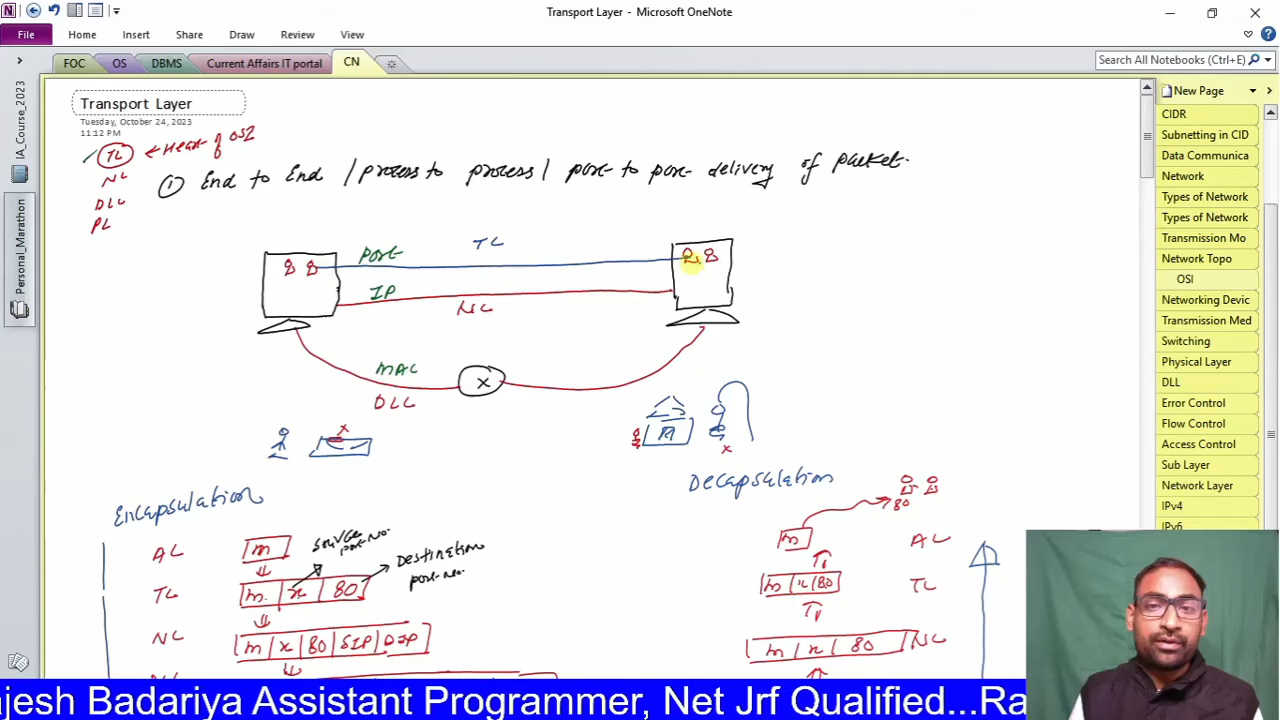 Transport Layer - Microsoft OneNote
File Home Insert Share Draw Review View
FOC OS DBMS Current Affairs IT portal CN
Search All Notebooks (Ctrl+E)
IA_Course_2023
Personal_Marathon
Transport Layer
Tuesday, October 24, 2023
11:12 PM
TL ← Heart of OSI
NL
DLL
PL
① End to End / process to process / port to port delivery of packet.
PORT TL
IP NL
MAC X
DLL
X
A
X
Encapsulation
AL m
source port no.
Destination port no.
TL m x 80
NL m x 80 SIP DIP
Decapsulation
80
m AL
m x 80 TL
m x 80 NL
New Page
CIDR
Subnetting in CID
Data Communica
Network
Types of Network
Types of Network
Transmission Mo
Network Topo
OSI
Networking Devic
Transmission Med
Switching
Physical Layer
DLL
Error Control
Flow Control
Access Control
Sub Layer
Network Layer
IPv4
IPv6
ajesh Badariya Assistant Programmer, Net Jrf Qualified...Ra